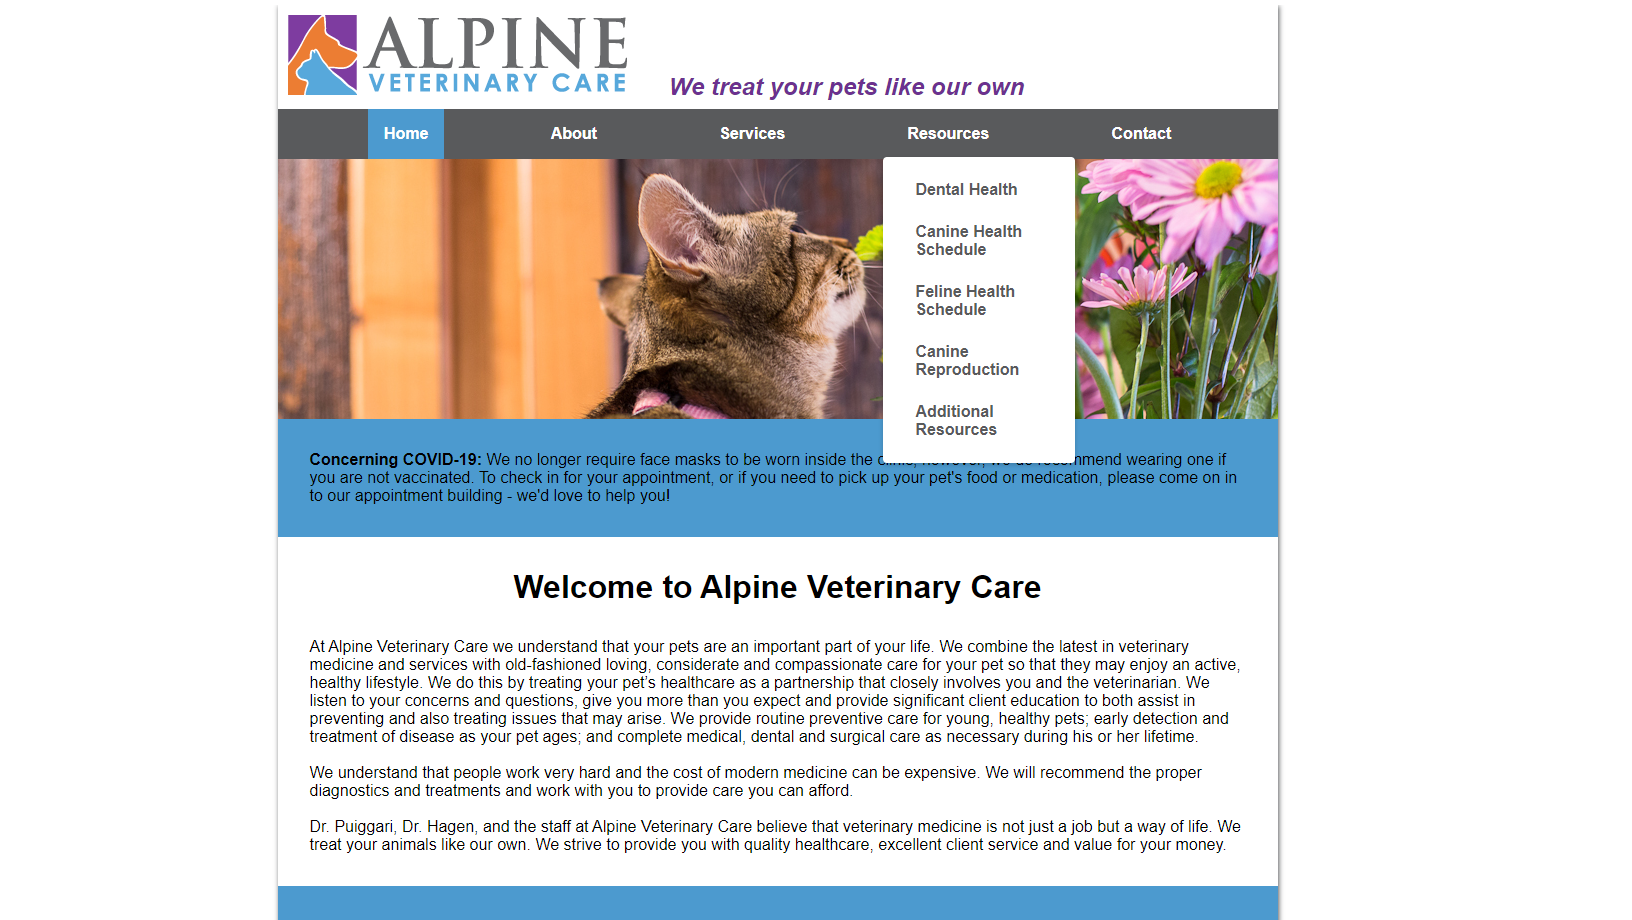 ALPINE
VETERINARY CARE
We treat your pets like our own
Home
About
Services
Resources
Contact
Dental Health
Canine Health
Schedule
Feline Health
Schedule
Canine
Reproduction
Additional
Resources
Concerning COVID-19: We no longer require face masks to be worn inside the clinic, however, we do recommend wearing one if
you are not vaccinated. To check in for your appointment, or if you need to pick up your pet's food or medication, please come on in
to our appointment building - we'd love to help you!
Welcome to Alpine Veterinary Care
At Alpine Veterinary Care we understand that your pets are an important part of your life. We combine the latest in veterinary
medicine and services with old-fashioned loving, considerate and compassionate care for your pet so that they may enjoy an active,
healthy lifestyle. We do this by treating your pet’s healthcare as a partnership that closely involves you and the veterinarian. We
listen to your concerns and questions, give you more than you expect and provide significant client education to both assist in
preventing and also treating issues that may arise. We provide routine preventive care for young, healthy pets; early detection and
treatment of disease as your pet ages; and complete medical, dental and surgical care as necessary during his or her lifetime.
We understand that people work very hard and the cost of modern medicine can be expensive. We will recommend the proper
diagnostics and treatments and work with you to provide care you can afford.
Dr. Puiggari, Dr. Hagen, and the staff at Alpine Veterinary Care believe that veterinary medicine is not just a job but a way of life. We
treat your animals like our own. We strive to provide you with quality healthcare, excellent client service and value for your money.